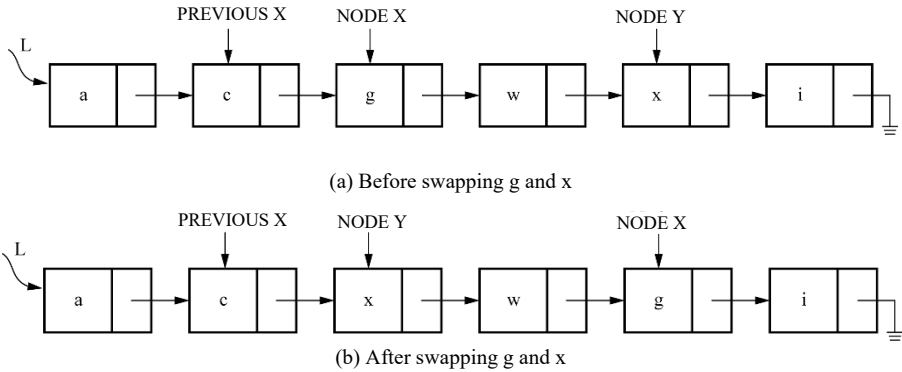 PREVIOUS X NODE X NODE Y
L
a c g w x i
(a) Before swapping g and x
PREVIOUS X NODE Y NODE X
L
a c x w g i
(b) After swapping g and x